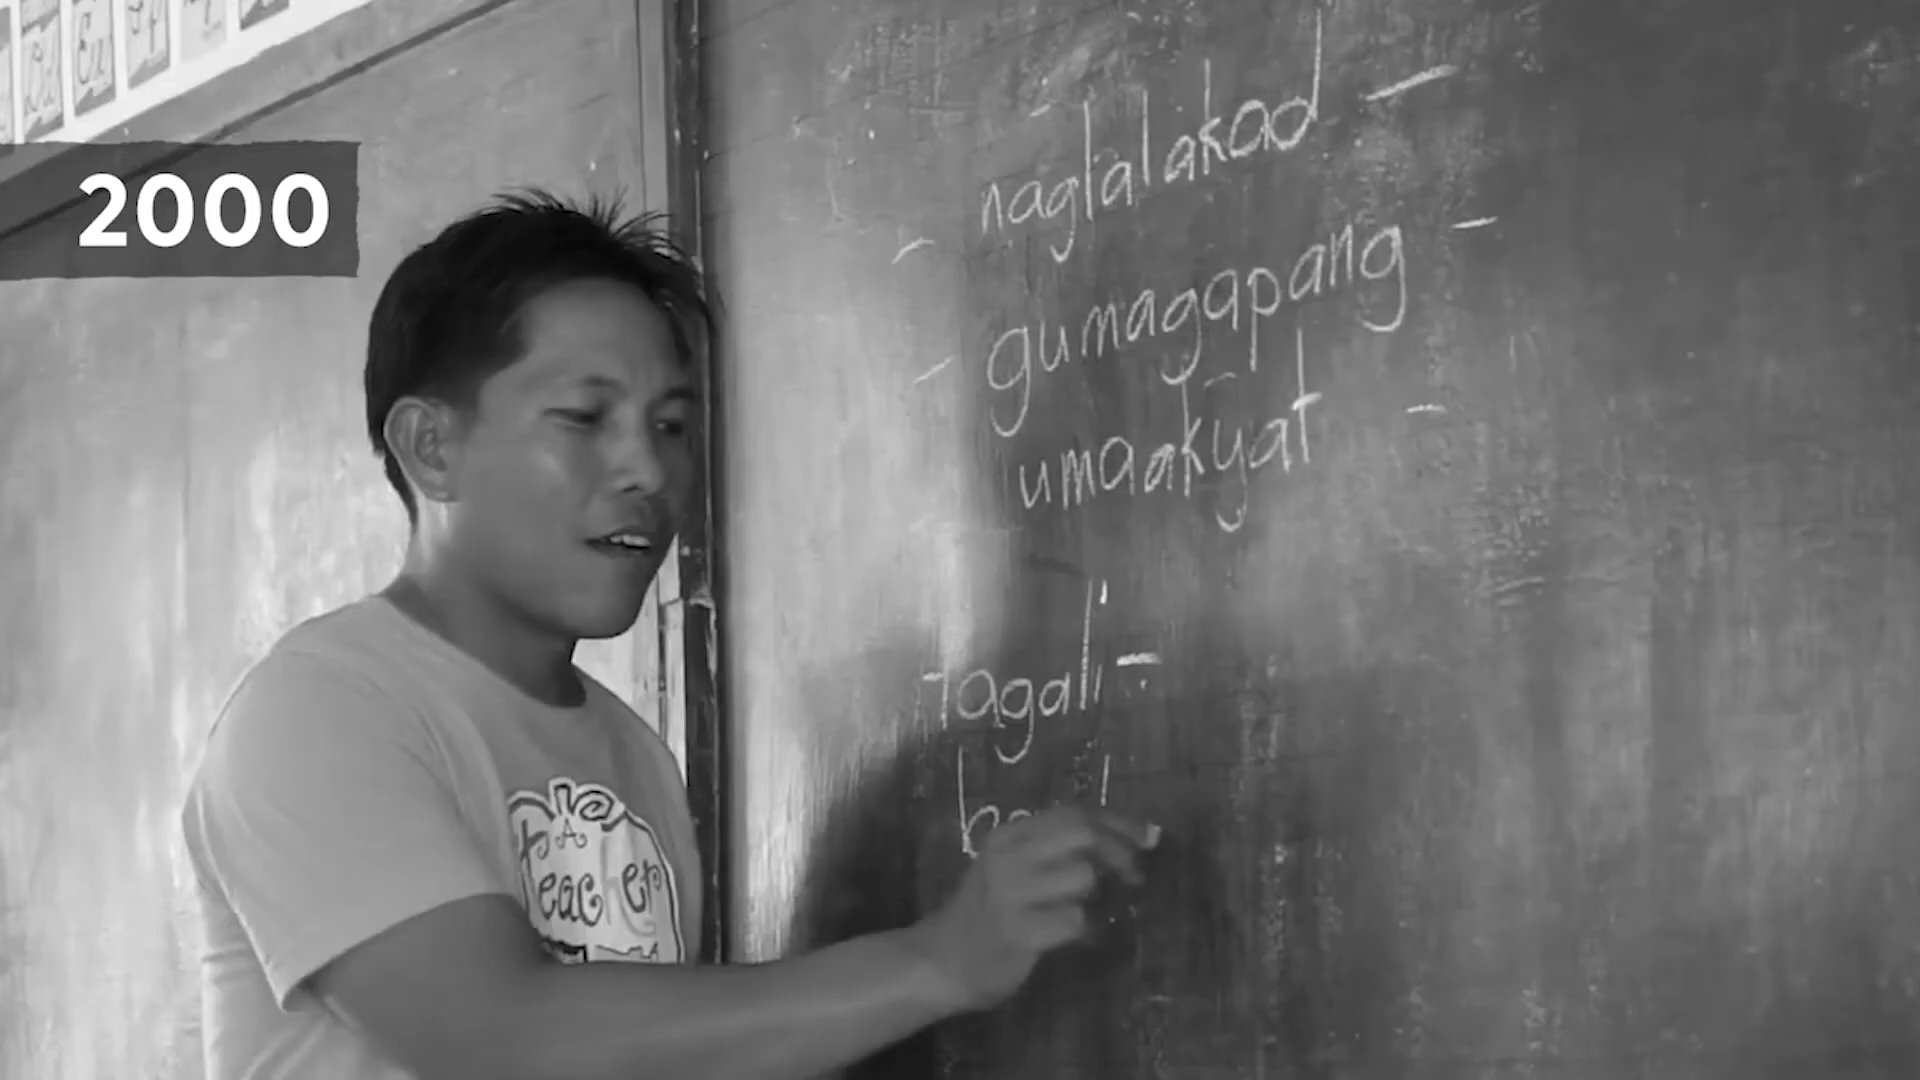 2000
naglalakad -
- gumagapang -
- umaakyat -
Tagali -
A
teacher